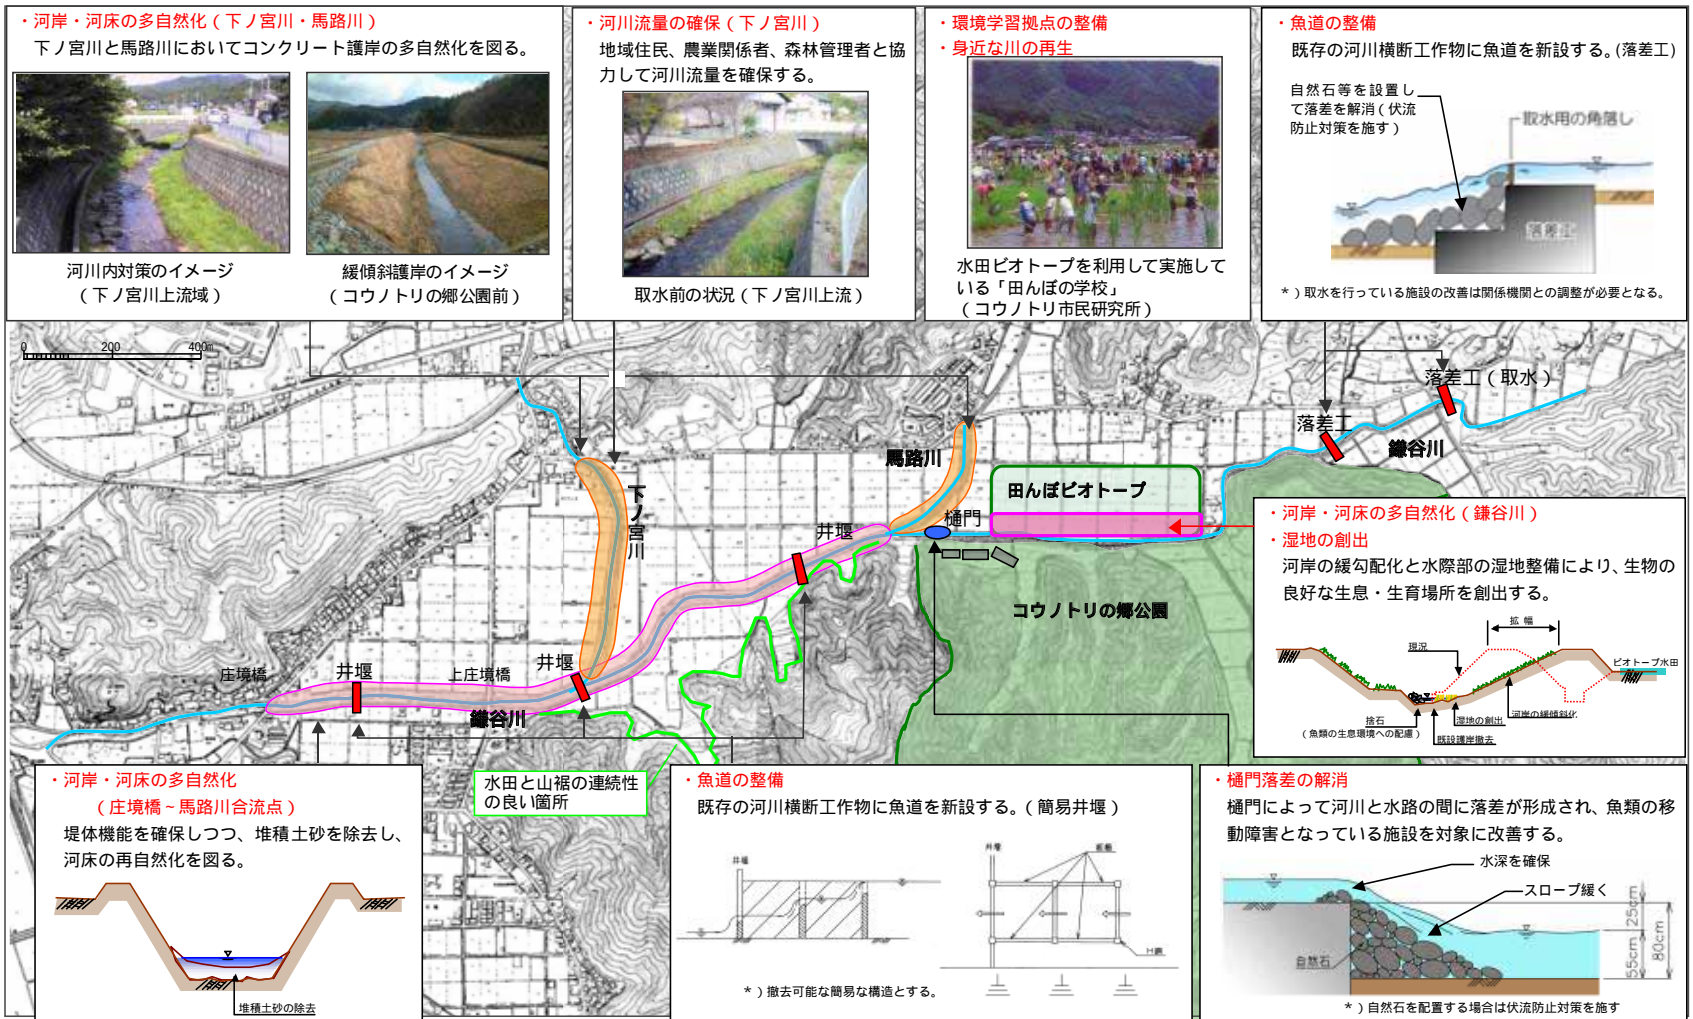 ・河岸・河床の多自然化（下ノ宮川・馬路川）
下ノ宮川と馬路川においてコンクリート護岸の多自然化を図る。
河川内対策のイメージ
（下ノ宮川上流域）
緩傾斜護岸のイメージ
（コウノトリの郷公園前）
・河川流量の確保（下ノ宮川）
地域住民、農業関係者、森林管理者と協
力して河川流量を確保する。
取水前の状況（下ノ宮川上流）
・環境学習拠点の整備
・身近な川の再生
水田ビオトープを利用して実施して
いる「田んぼの学校」
（コウノトリ市民研究所）
・魚道の整備
既存の河川横断工作物に魚道を新設する。(落差工)
自然石等を設置し
て落差を解消（伏流
防止対策を施す）
取水用の角落し
落差工
＊）取水を行っている施設の改善は関係機関との調整が必要となる。
0 200 400m
落差工（取水）
落差工
鎌谷川
馬路川
田んぼビオトープ
樋門
下ノ宮川
井堰
コウノトリの郷公園
井堰
上庄境橋
井堰
庄境橋
鎌谷川
水田と山裾の連続性
の良い箇所
・河岸・河床の多自然化（鎌谷川）
・湿地の創出
河岸の緩勾配化と水際部の湿地整備により、生物の
良好な生息・生育場所を創出する。
拡幅
現況
ビオトープ水田
捨石
（魚類の生息環境への配慮）
湿地の創出
河岸の緩傾斜化
既設護岸撤去
・河岸・河床の多自然化
（庄境橋～馬路川合流点）
堤体機能を確保しつつ、堆積土砂を除去し、
河床の再自然化を図る。
堆積土砂の除去
・魚道の整備
既存の河川横断工作物に魚道を新設する。（簡易井堰）
井堰
井堰
H鋼
＊）撤去可能な簡易な構造とする。
・樋門落差の解消
樋門によって河川と水路の間に落差が形成され、魚類の移
動障害となっている施設を対象に改善する。
水深を確保
スロープ緩く
自然石
25cm
55cm
80cm
＊）自然石を配置する場合は伏流防止対策を施す